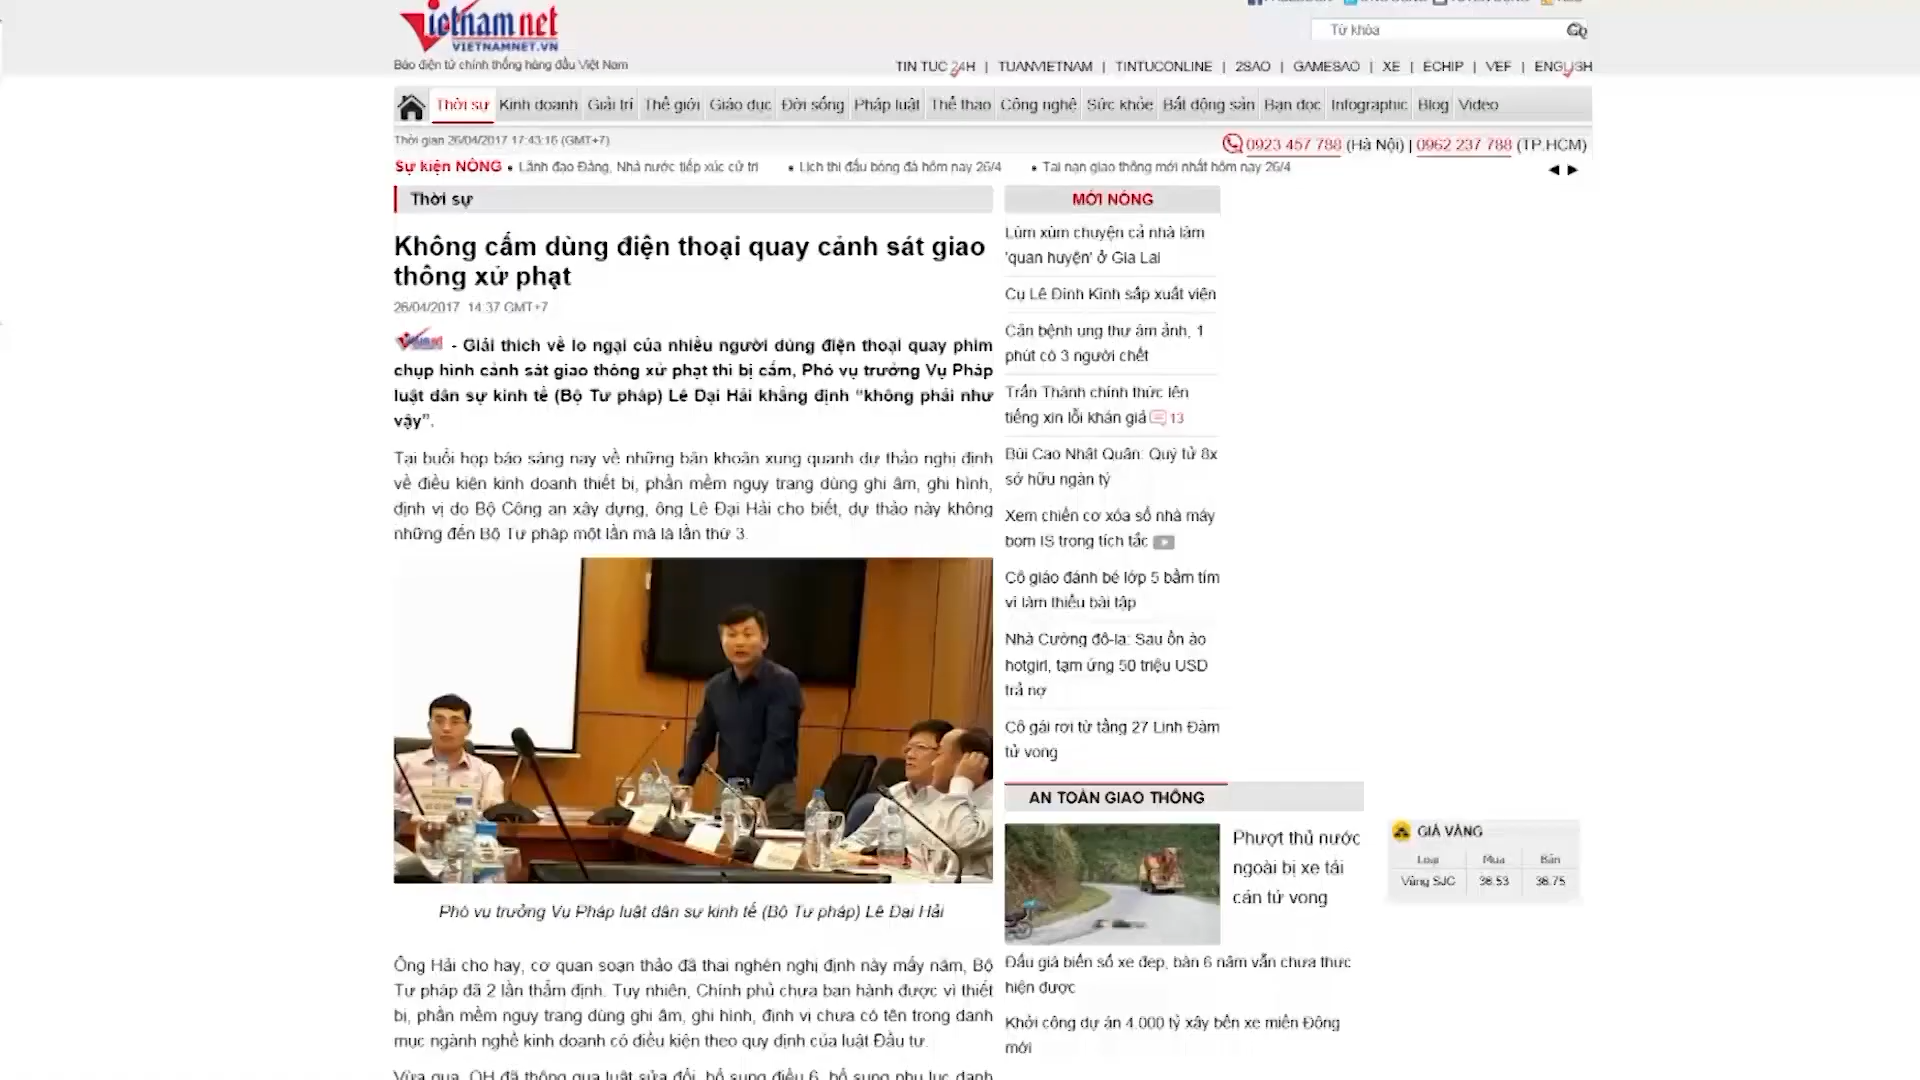 vietnamnet
VIETNAMNET.VN
Báo điện tử chính thống hàng đầu Việt Nam
Từ khóa
TIN TUC 24H | TUANVIETNAM | TINTUCONLINE | 2SAO | GAMESAO | XE | ECHIP | VEF | ENGLISH
Thời sự Kinh doanh Giải trí Thế giới Giáo dục Đời sống Pháp luật Thể thao Công nghệ Sức khỏe Bất động sản Bạn đọc Infographic Blog Video
Thời gian 26/04/2017 17:43:15 (GMT+7)
0923 457 788 (Hà Nội) | 0962 237 788 (TP.HCM)
Sự kiện NÓNG • Lãnh đạo Đảng, Nhà nước tiếp xúc cử tri • Lịch thi đấu bóng đá hôm nay 26/4 • Tai nạn giao thông mới nhất hôm nay 26/4
Thời sự
Không cấm dùng điện thoại quay cảnh sát giao
thông xử phạt
26/04/2017 14:37 GMT+7
- Giải thích về lo ngại của nhiều người dùng điện thoại quay phim
chụp hình cảnh sát giao thông xử phạt thì bị cấm, Phó vụ trưởng Vụ Pháp
luật dân sự kinh tế (Bộ Tư pháp) Lê Đại Hải khẳng định “không phải như
vậy”.
Tại buổi họp báo sáng nay về những băn khoăn xung quanh dự thảo nghị định
về điều kiện kinh doanh thiết bị, phần mềm ngụy trang dùng ghi âm, ghi hình,
định vị do Bộ Công an xây dựng, ông Lê Đại Hải cho biết, dự thảo này không
những đến Bộ Tư pháp một lần mà là lần thứ 3.
Phó vụ trưởng Vụ Pháp luật dân sự kinh tế (Bộ Tư pháp) Lê Đại Hải
Ông Hải cho hay, cơ quan soạn thảo đã thai nghén nghị định này mấy năm, Bộ
Tư pháp đã 2 lần thẩm định. Tuy nhiên, Chính phủ chưa ban hành được vì thiết
bị, phần mềm ngụy trang dùng ghi âm, ghi hình, định vị chưa có tên trong danh
mục ngành nghề kinh doanh có điều kiện theo quy định của luật Đầu tư.
Vừa qua, QH đã thông qua luật sửa đổi, bổ sung điều 6, bổ sung phụ lục danh
MỚI NÓNG
Lùm xùm chuyện cả nhà làm
'quan huyện' ở Gia Lai
Cụ Lê Đình Kình sắp xuất viện
Căn bệnh ung thư ám ảnh, 1
phút có 3 người chết
Trấn Thành chính thức lên
tiếng xin lỗi khán giả 13
Bùi Cao Nhật Quân: Quý tử 8x
sở hữu ngàn tỷ
Xem chiến cơ xóa sổ nhà máy
bom IS trong tích tắc
Cô giáo đánh bé lớp 5 bầm tím
vì làm thiếu bài tập
Nhà Cường đô-la: Sau ồn ào
hotgirl, tạm ứng 50 triệu USD
trả nợ
Cô gái rơi từ tầng 27 Linh Đàm
tử vong
AN TOÀN GIAO THÔNG
Phượt thủ nước
ngoài bị xe tải
cán tử vong
Đấu giá biển số xe đẹp, bàn 6 năm vẫn chưa thực
hiện được
Khởi công dự án 4.000 tỷ xây bến xe miền Đông
mới
GIÁ VÀNG
Loại Mua Bán
Vàng SJC 36.53 36.75